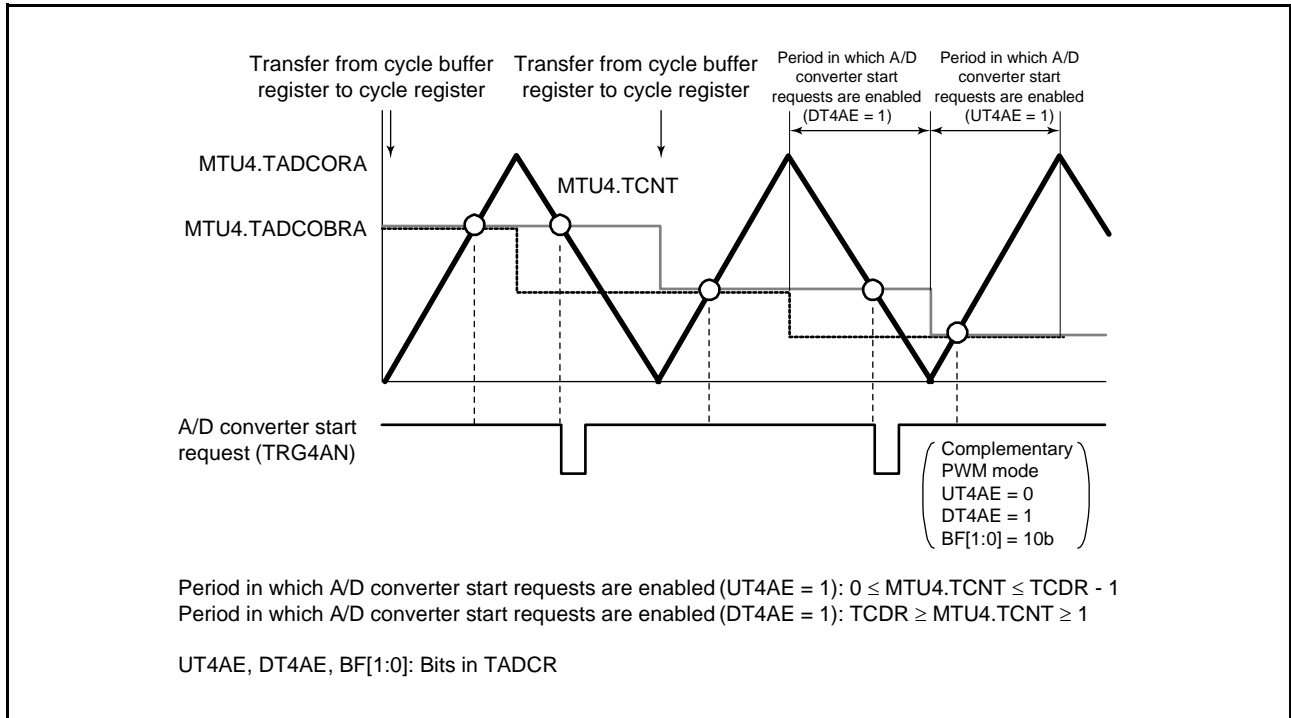 Transfer from cycle buffer
register to cycle register
Transfer from cycle buffer
register to cycle register
Period in which A/D
converter start
requests are enabled
(DT4AE = 1)
Period in which A/D
converter start
requests are enabled
(UT4AE = 1)
MTU4.TADCORA
MTU4.TCNT
MTU4.TADCOBRA
A/D converter start
request (TRG4AN)
Complementary
PWM mode
UT4AE = 0
DT4AE = 1
BF[1:0] = 10b
Period in which A/D converter start requests are enabled (UT4AE = 1): 0 ≤ MTU4.TCNT ≤ TCDR - 1
Period in which A/D converter start requests are enabled (DT4AE = 1): TCDR ≥ MTU4.TCNT ≥ 1
UT4AE, DT4AE, BF[1:0]: Bits in TADCR